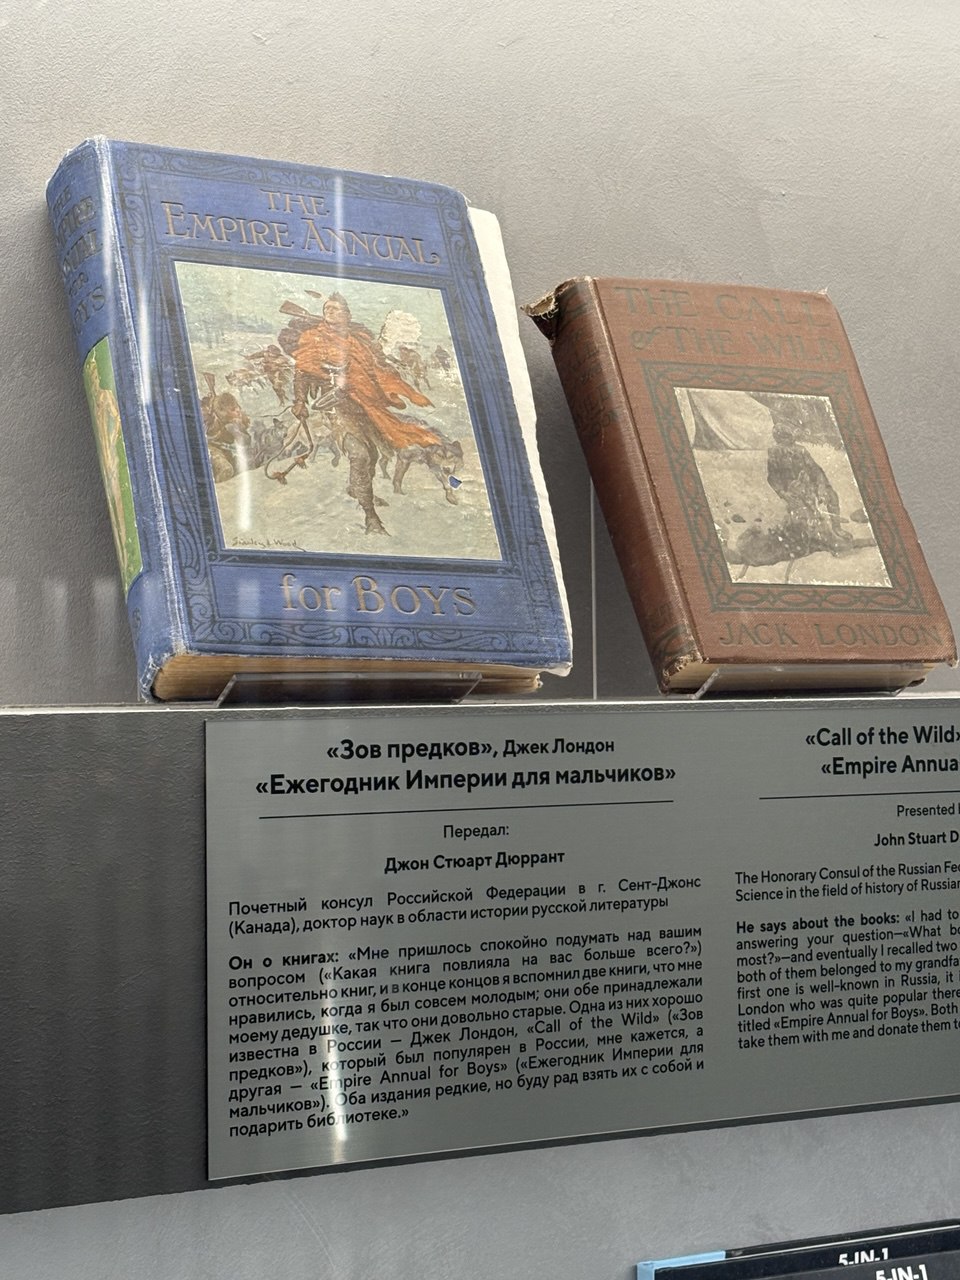 THE
EMPIRE ANNUAL
for BOYS
Stanley L. Wood
THE CALL
of THE WILD
JACK LONDON
«Зов предков», Джек Лондон
«Ежегодник Империи для мальчиков»
Передал:
Джон Стюарт Дюррант
Почетный консул Российской Федерации в г. Сент-Джонс
(Канада), доктор наук в области истории русской литературы
Он о книгах: «Мне пришлось спокойно подумать над вашим
вопросом («Какая книга повлияла на вас больше всего?»)
относительно книг, и в конце концов я вспомнил две книги, что мне
нравились, когда я был совсем молодым; они обе принадлежали
моему дедушке, так что они довольно старые. Одна из них хорошо
известна в России – Джек Лондон, «Call of the Wild» («Зов
предков»), который был популярен в России, мне кажется, а
другая – «Empire Annual for Boys» («Ежегодник Империи для
мальчиков»). Оба издания редкие, но буду рад взять их с собой и
подарить библиотеке.»
«Call of the Wild»
«Empire Annua
Presented
John Stuart D
The Honorary Consul of the Russian Fe
Science in the field of history of Russia
He says about the books: «I had to
answering your question—«What bo
most?»—and eventually I recalled two
both of them belonged to my grandfa
first one is well-known in Russia, it i
London who was quite popular there
titled «Empire Annual for Boys». Both
take them with me and donate them t
5-IN-1
5-IN-1